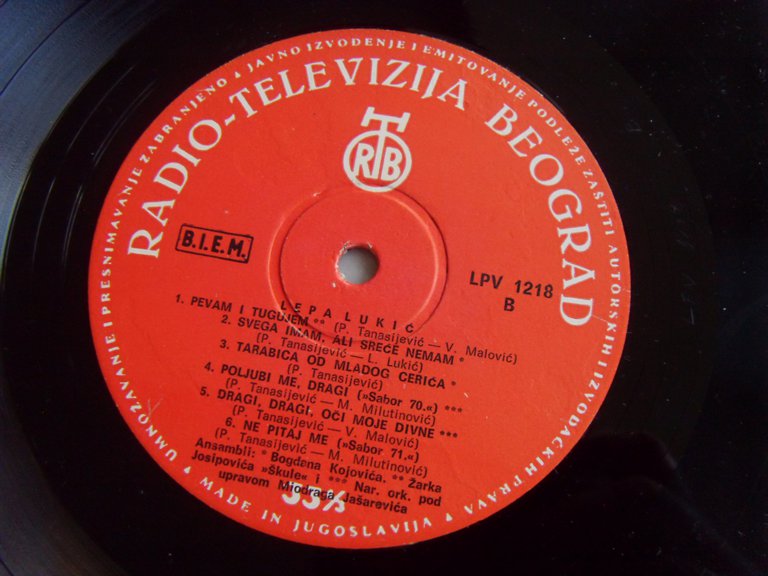 UMNOŽAVANJE I PRESNIMAVANJE ZABRANJENO ▲ JAVNO IZVOĐENJE I EMITOVANJE PODLEŽE ZAŠTITI AUTORSKIH I IZVOĐAČKIH PRAVA ▲
RADIO-TELEVIZIJA BEOGRAD
RTB
B.I.E.M.
LPV 1218
B
LEPA LUKIĆ
1. PEVAM I TUGUJEM ** (P. Tanasijević — V. Malović)
2. SVEGA IMAM, ALI SREĆE NEMAM *
(P. Tanasijević — L. Lukić)
3. TARABICA OD MLADOG CERIĆA *
(P. Tanasijević)
4. POLJUBI ME, DRAGI (»Sabor 70.«) ***
(P. Tanasijević — M. Milutinović)
5. DRAGI, DRAGI, OČI MOJE DIVNE ***
(P. Tanasijević — V. Malović)
6. NE PITAJ ME (»Sabor 71.«)
(P. Tanasijević — M. Milutinović)
Ansambli: * Bogdana Kojovića. ** Žarka
Josipovića »Škule« i *** Nar. ork. pod
upravom Miodraga Jašarevića
33⅓
▲ MADE IN JUGOSLAVIJA ▲